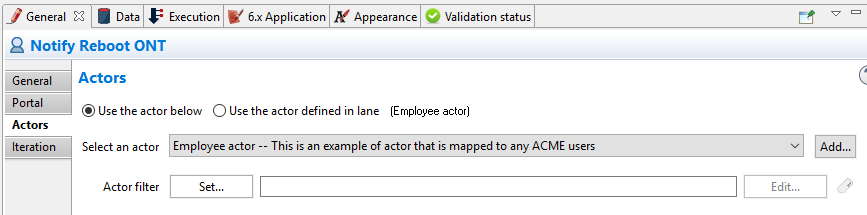 General Data Execution 6.x Application Appearance Validation status
Notify Reboot ONT
General
Portal
Actors
Iteration
Actors
Use the actor below Use the actor defined in lane (Employee actor)
Select an actor Employee actor -- This is an example of actor that is mapped to any ACME users Add...
Actor filter Set... Edit...